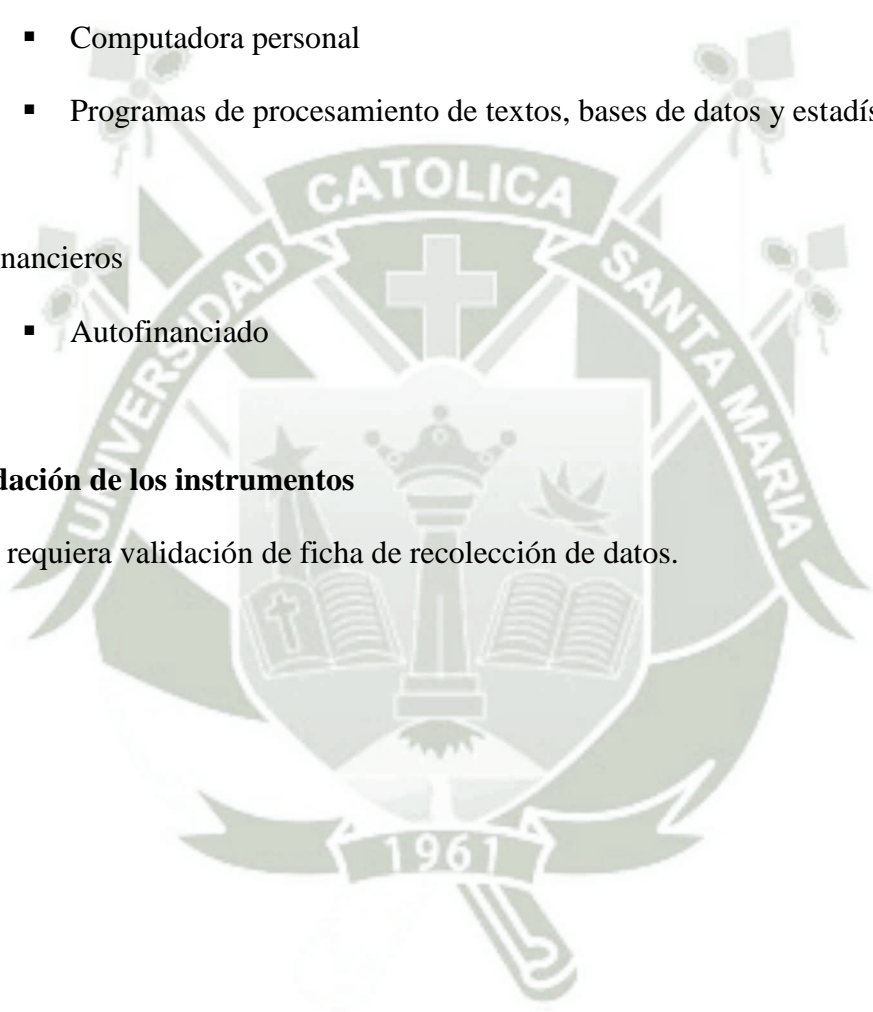 ▪ Computadora personal
▪ Programas de procesamiento de textos, bases de datos y
nancieros
▪ Autofinanciado
dación de los instrumentos
requiera validación de ficha de recolección de datos.
UNIVERSIDAD CATOLICA SANTA MARIA
1961